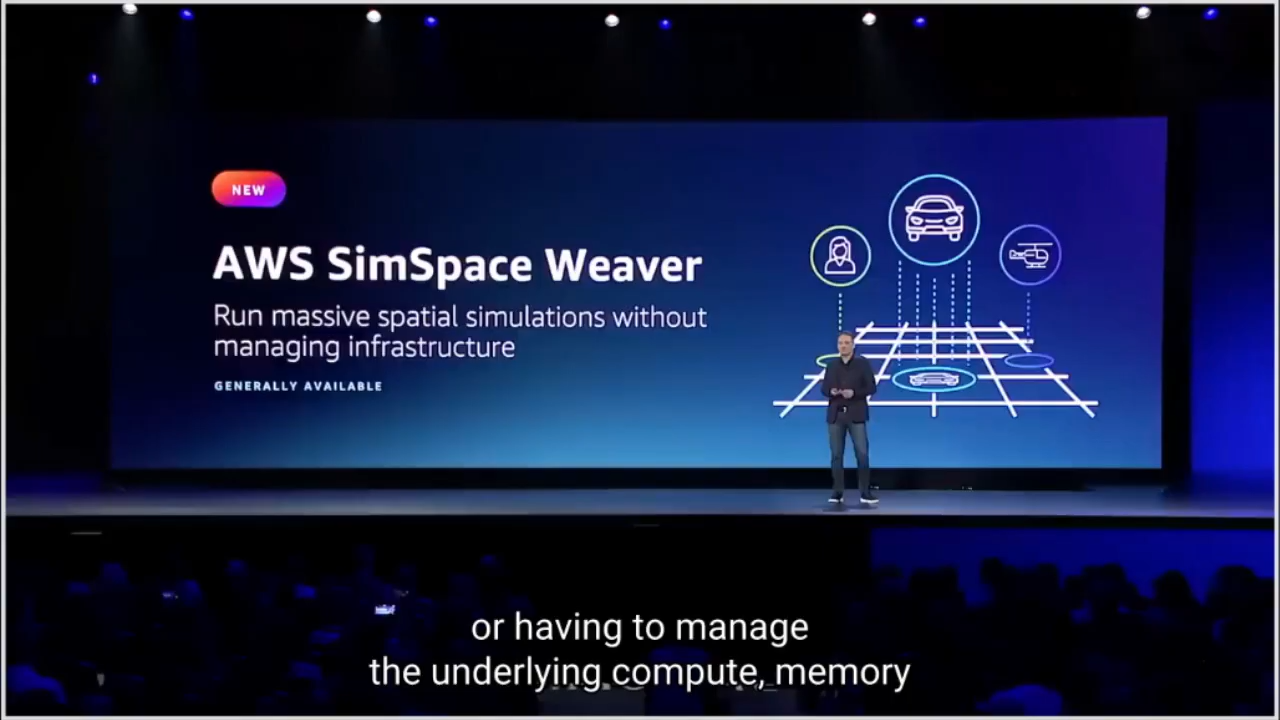 NEW
AWS SimSpace Weaver
Run massive spatial simulations without
managing infrastructure
GENERALLY AVAILABLE
or having to manage
the underlying compute, memory